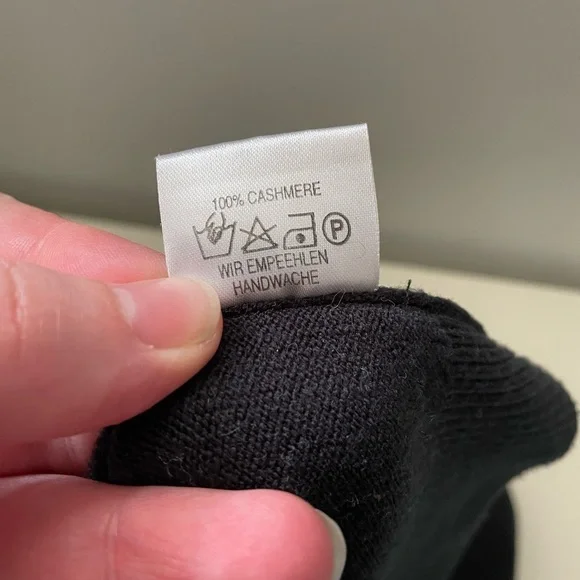 100% CASHMERE
P
WIR EMPEEHLEN
HANDWACHE